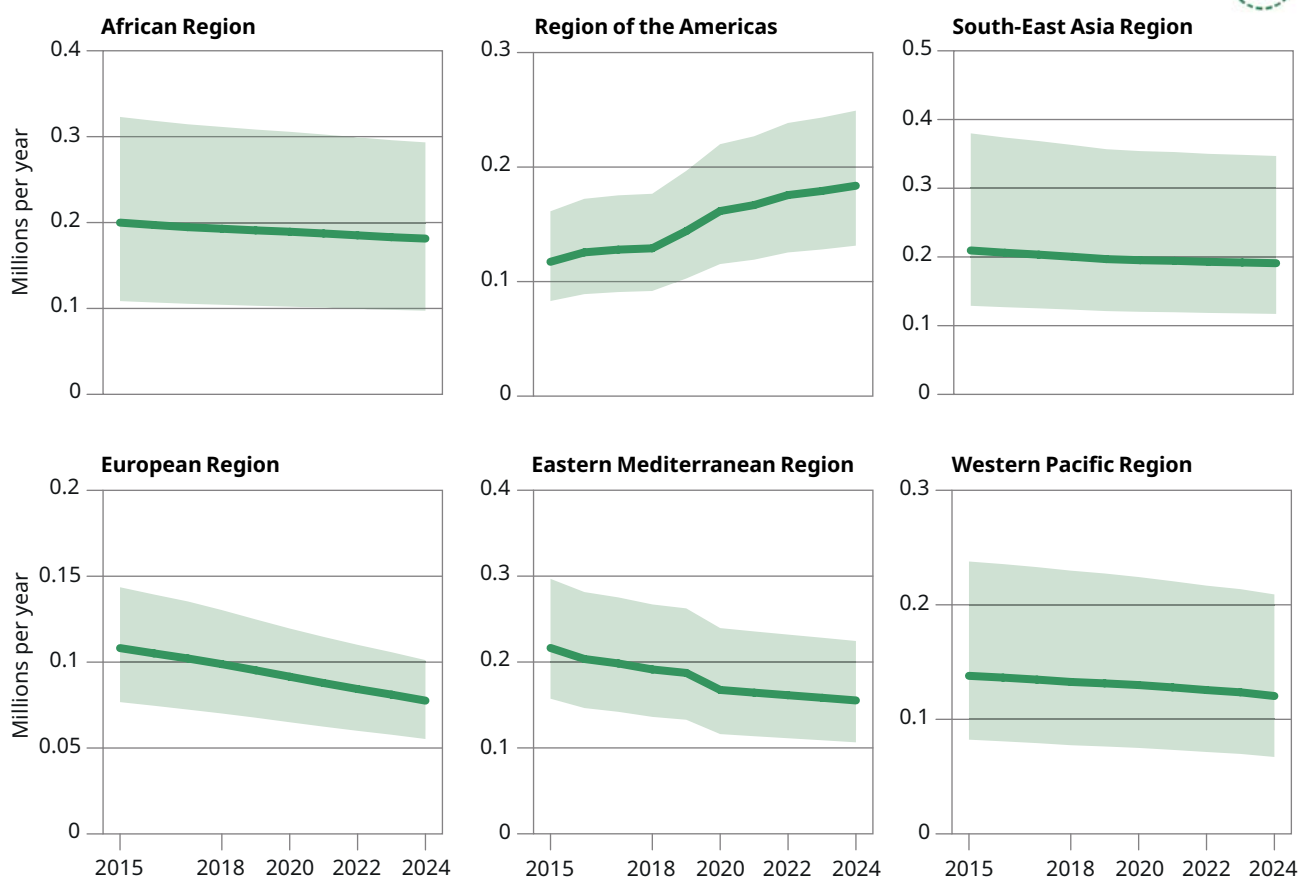 African Region
Region of the Americas
South-East Asia Region
Millions per year
0.4
0.3
0.2
0.1
0
0.3
0.2
0.1
0
0.5
0.4
0.3
0.2
0.1
0
European Region
Eastern Mediterranean Region
Western Pacific Region
Millions per year
0.2
0.15
0.1
0.05
0
2015 2018 2020 2022 2024
0.4
0.3
0.2
0.1
0
2015 2018 2020 2022 2024
0.3
0.2
0.1
0
2015 2018 2020 2022 2024